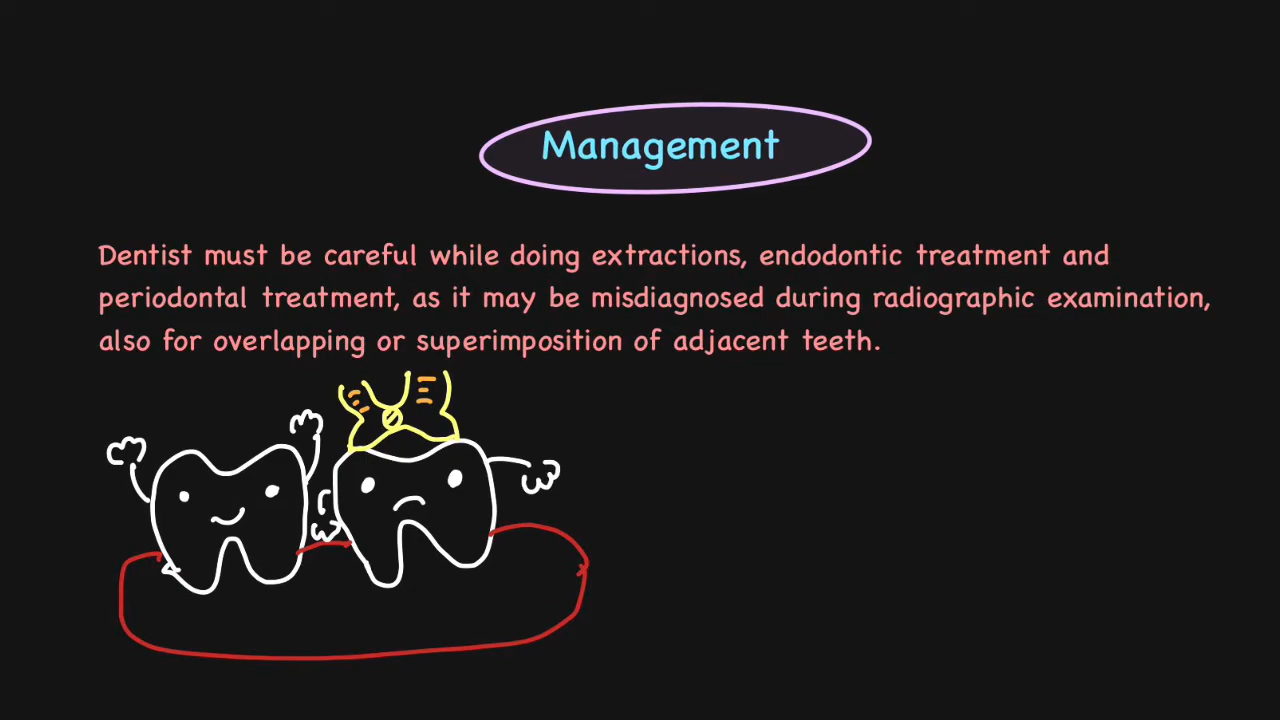 Management
Dentist must be careful while doing extractions, endodontic treatment and
periodontal treatment, as it may be misdiagnosed during radiographic examination,
also for overlapping or superimposition of adjacent teeth.